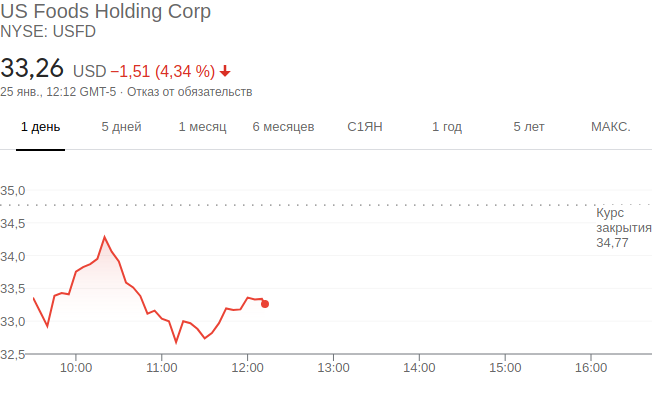 US Foods Holding Corp
NYSE: USFD
33,26 USD −1,51 (4,34 %)
25 янв., 12:12 GMT-5 · Отказ от обязательств
1 день 5 дней 1 месяц 6 месяцев С1ЯН 1 год 5 лет МАКС.
35,0
Курс
закрытия
34,77
34,5
34,0
33,5
33,0
32,5
10:00 11:00 12:00 13:00 14:00 15:00 16:00